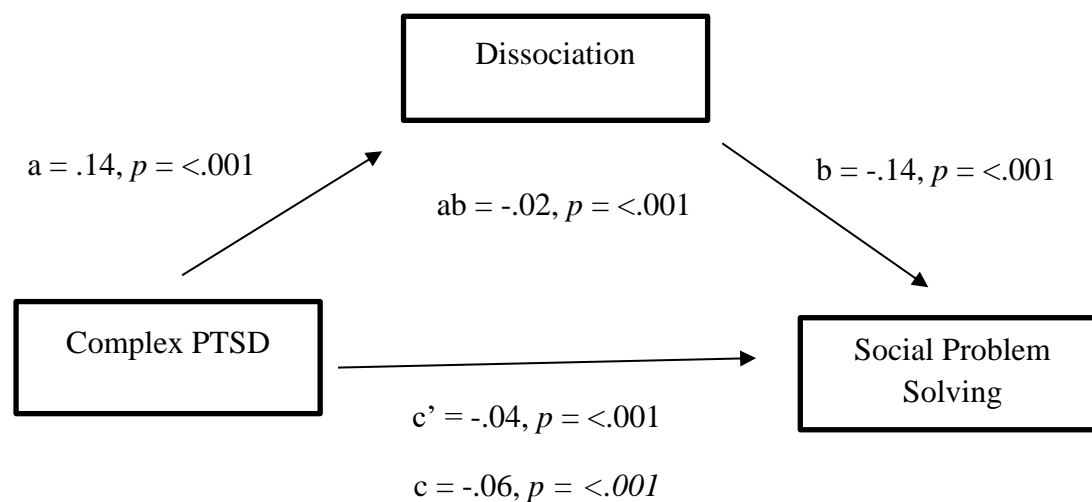 Dissociation
a = .14, p = <.001
b = -.14, p = <.001
ab = -.02, p = <.001
Complex PTSD
Social Problem
Solving
c’ = -.04, p = <.001
c = -.06, p = <.001